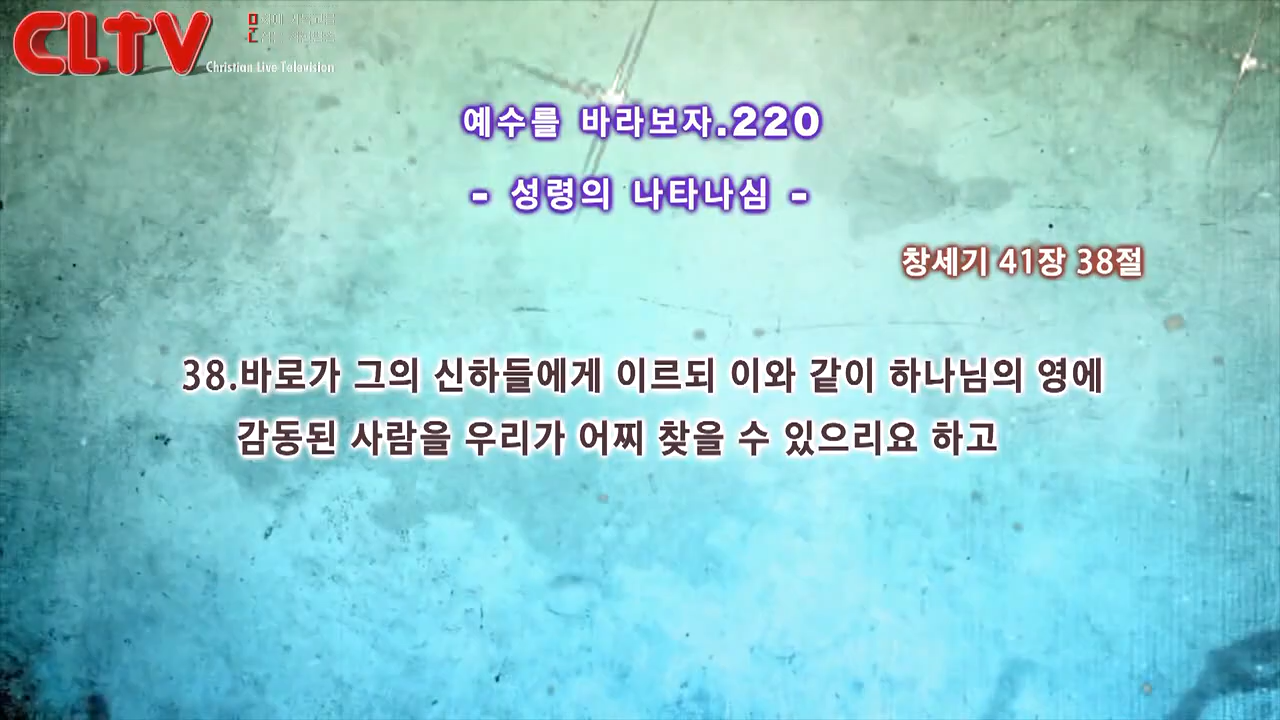 CLTV
Christian Live Television
예수를 바라보자.220
- 성령의 나타나심 -
창세기 41장 38절
38.바로가 그의 신하들에게 이르되 이와 같이 하나님의 영에
감동된 사람을 우리가 어찌 찾을 수 있으리요 하고